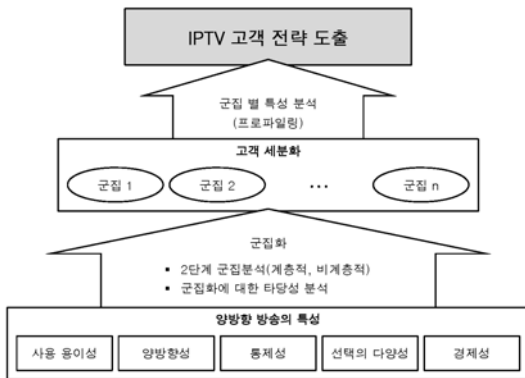 IPTV 고객 전략 도출
군집 별 특성 분석
(프로파일링)
고객 세분화
군집 1 군집 2 ... 군집 n
군집화
▪ 2단계 군집분석(계층적, 비계층적)
▪ 군집화에 대한 타당성 분석
양방향 방송의 특성
사용 용이성 양방향성 통제성 선택의 다양성 경제성